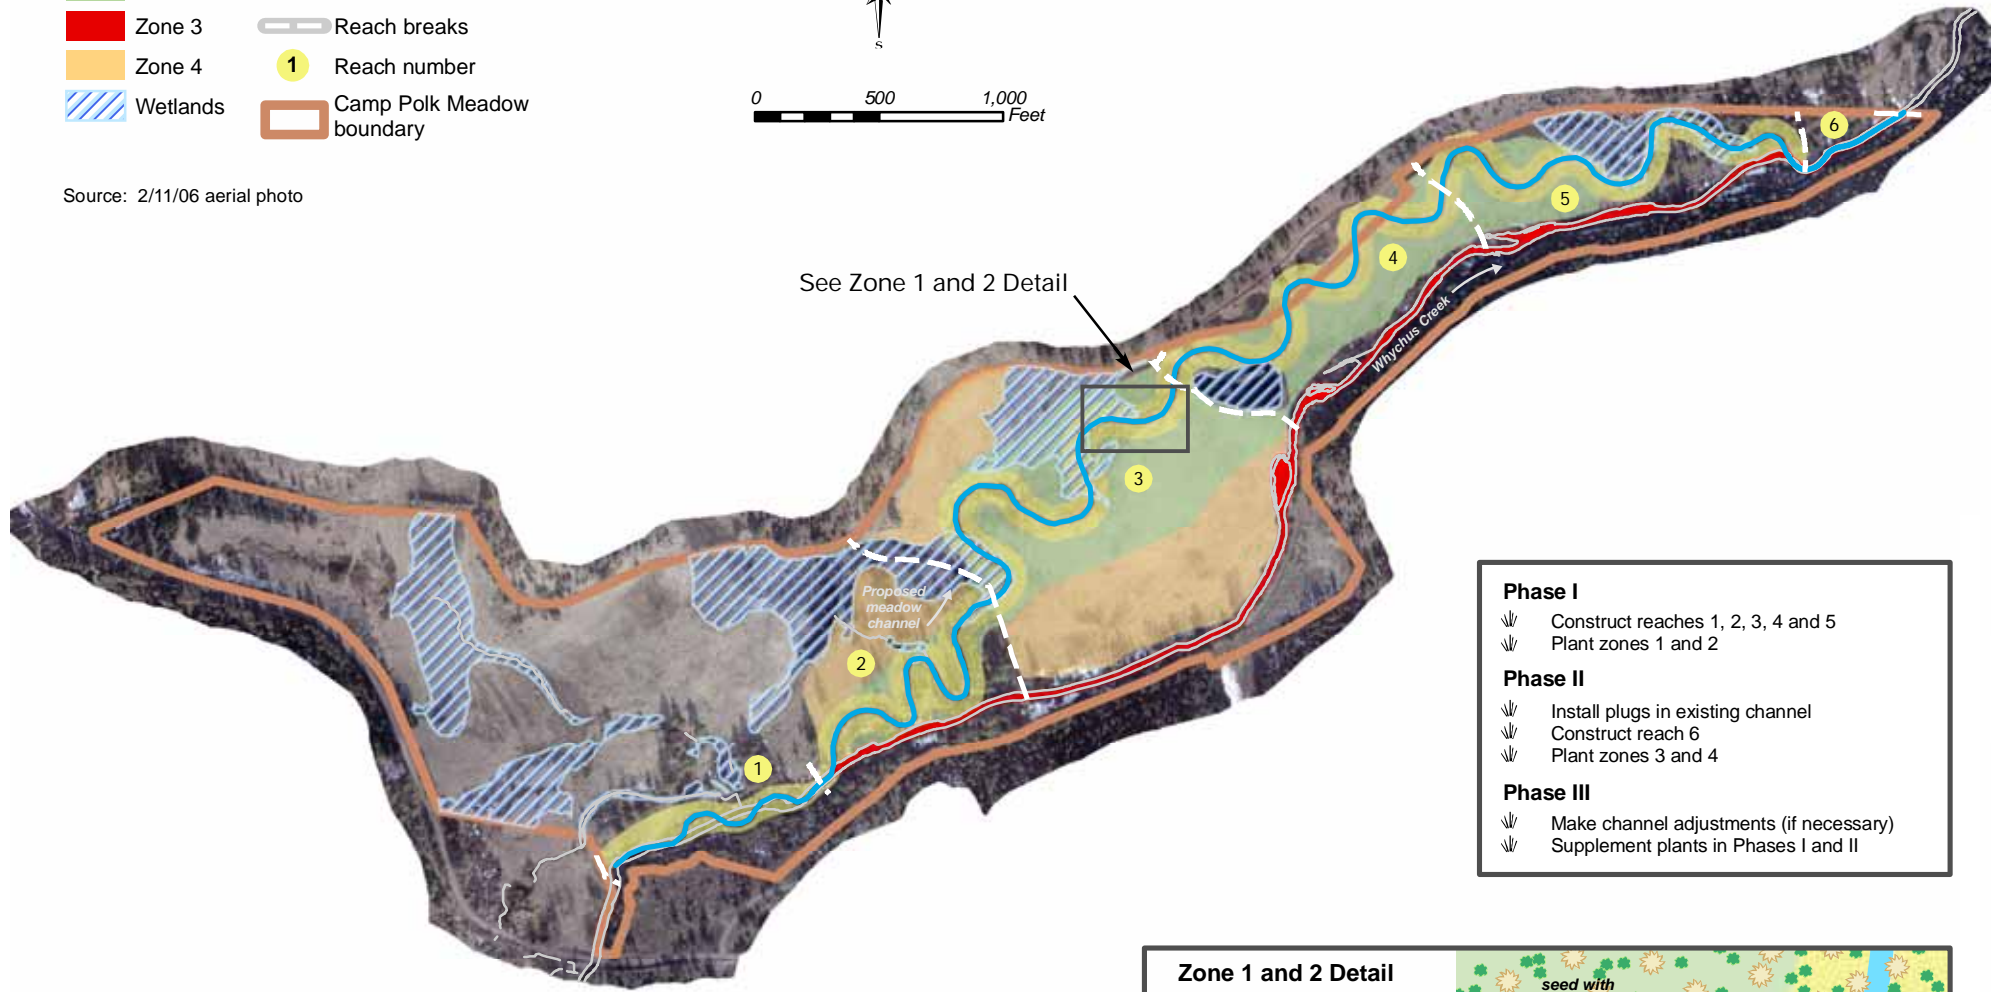 Zone 3
Reach breaks
Zone 4
1
Reach number
Wetlands
Camp Polk Meadow
boundary
S
0 500 1,000
Feet
Source: 2/11/06 aerial photo
See Zone 1 and 2 Detail
6
5
4
Whychus Creek
3
Proposed
meadow
channel
2
1
Phase I
Construct reaches 1, 2, 3, 4 and 5
Plant zones 1 and 2
Phase II
Install plugs in existing channel
Construct reach 6
Plant zones 3 and 4
Phase III
Make channel adjustments (if necessary)
Supplement plants in Phases I and II
Zone 1 and 2 Detail
seed with